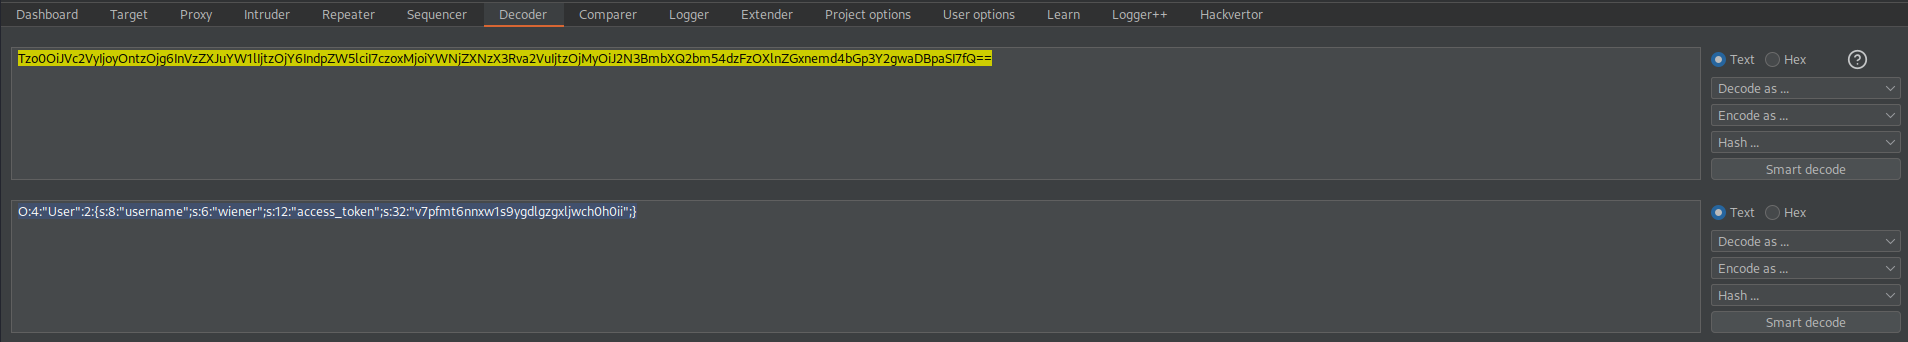 Dashboard Target Proxy Intruder Repeater Sequencer Decoder Comparer Logger Extender Project options User options Learn Logger++ Hackvertor
Tzo0OiJVc2VyIjoyOntzOjg6InVzZXJuYW1lIjtzOjY6IndpZW5lciI7czoxMjoiYWNjZXNzX3Rva2VuIjtzOjMyOiJ2N3BmbXQ2bm54dzFzOXlnZGxnemd4bGp3Y2gwaDBpaSI7fQ==
Text Hex ?
Decode as ...
Encode as ...
Hash ...
Smart decode
O:4:"User":2:{s:8:"username";s:6:"wiener";s:12:"access_token";s:32:"v7pfmt6nnxw1s9ygdlgzgxljwch0h0ii";}
Text Hex
Decode as ...
Encode as ...
Hash ...
Smart decode